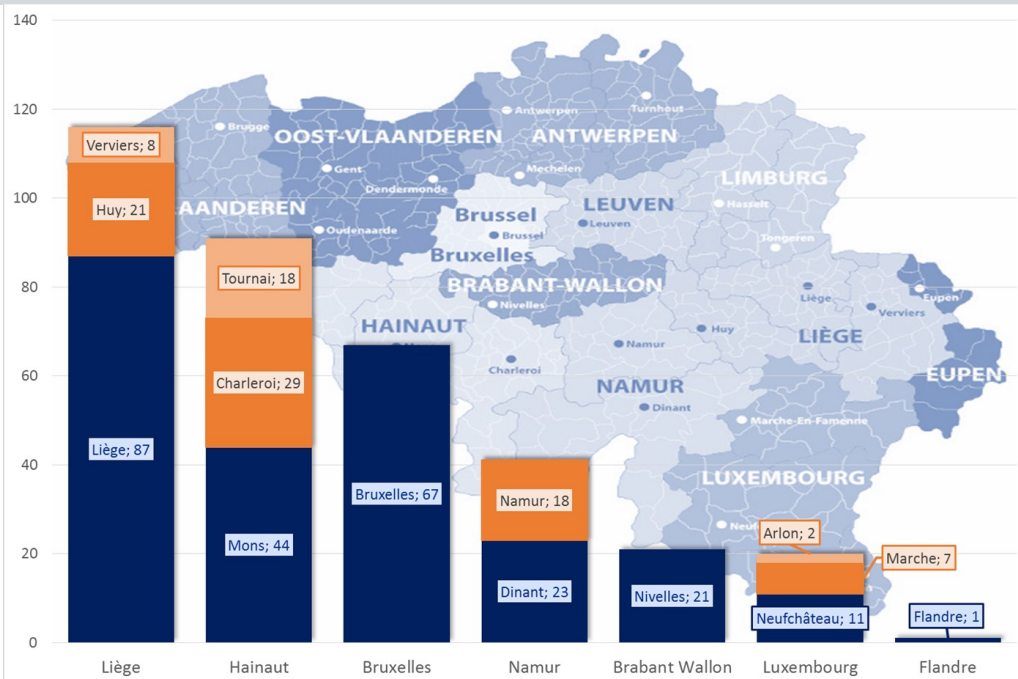 140
120
100
80
60
40
20
0
Verviers; 8
Huy; 21
Liège; 87
Tournai; 18
Charleroi; 29
Mons; 44
Bruxelles; 67
Namur; 18
Dinant; 23
Nivelles; 21
Arlon; 2
Marche; 7
Neufchâteau; 11
Flandre; 1
Liège
Hainaut
Bruxelles
Namur
Brabant Wallon
Luxembourg
Flandre
Brugge
OOST-VLAANDEREN
Gent
Dendermonde
Oudenaarde
AANDEREN
Antwerpen
Turnhout
ANTWERPEN
Mechelen
LIMBURG
Hasselt
Tongeren
LEUVEN
Leuven
Brussel
Brussel
Bruxelles
BRABANT-WALLON
Nivelles
HAINAUT
Charleroi
Namur
NAMUR
Dinant
Huy
Liège
Verviers
LIÈGE
Eupen
EUPEN
Marche-En-Famenne
LUXEMBOURG